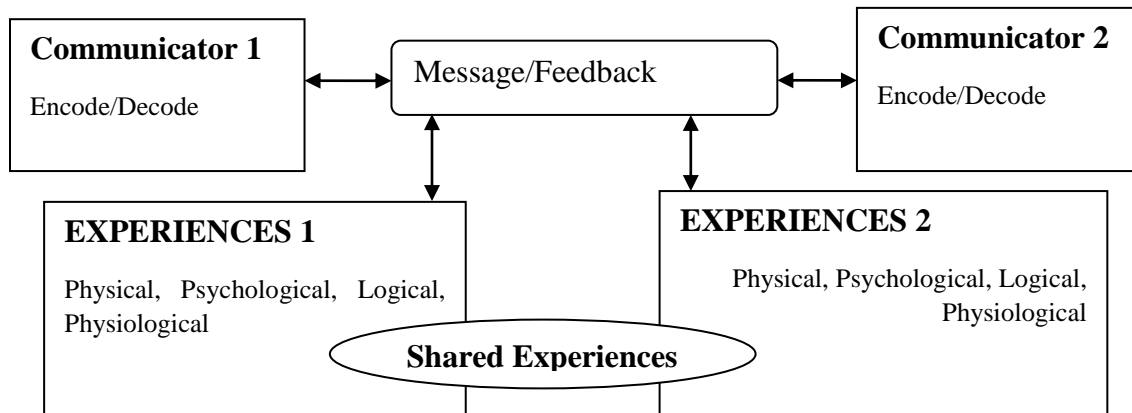 Communicator 1
Encode/Decode
Message/Feedback
Communicator 2
Encode/Decode
EXPERIENCES 1
Physical, Psychological, Logical,
Physiological
EXPERIENCES 2
Physical, Psychological, Logical,
Physiological
Shared Experiences